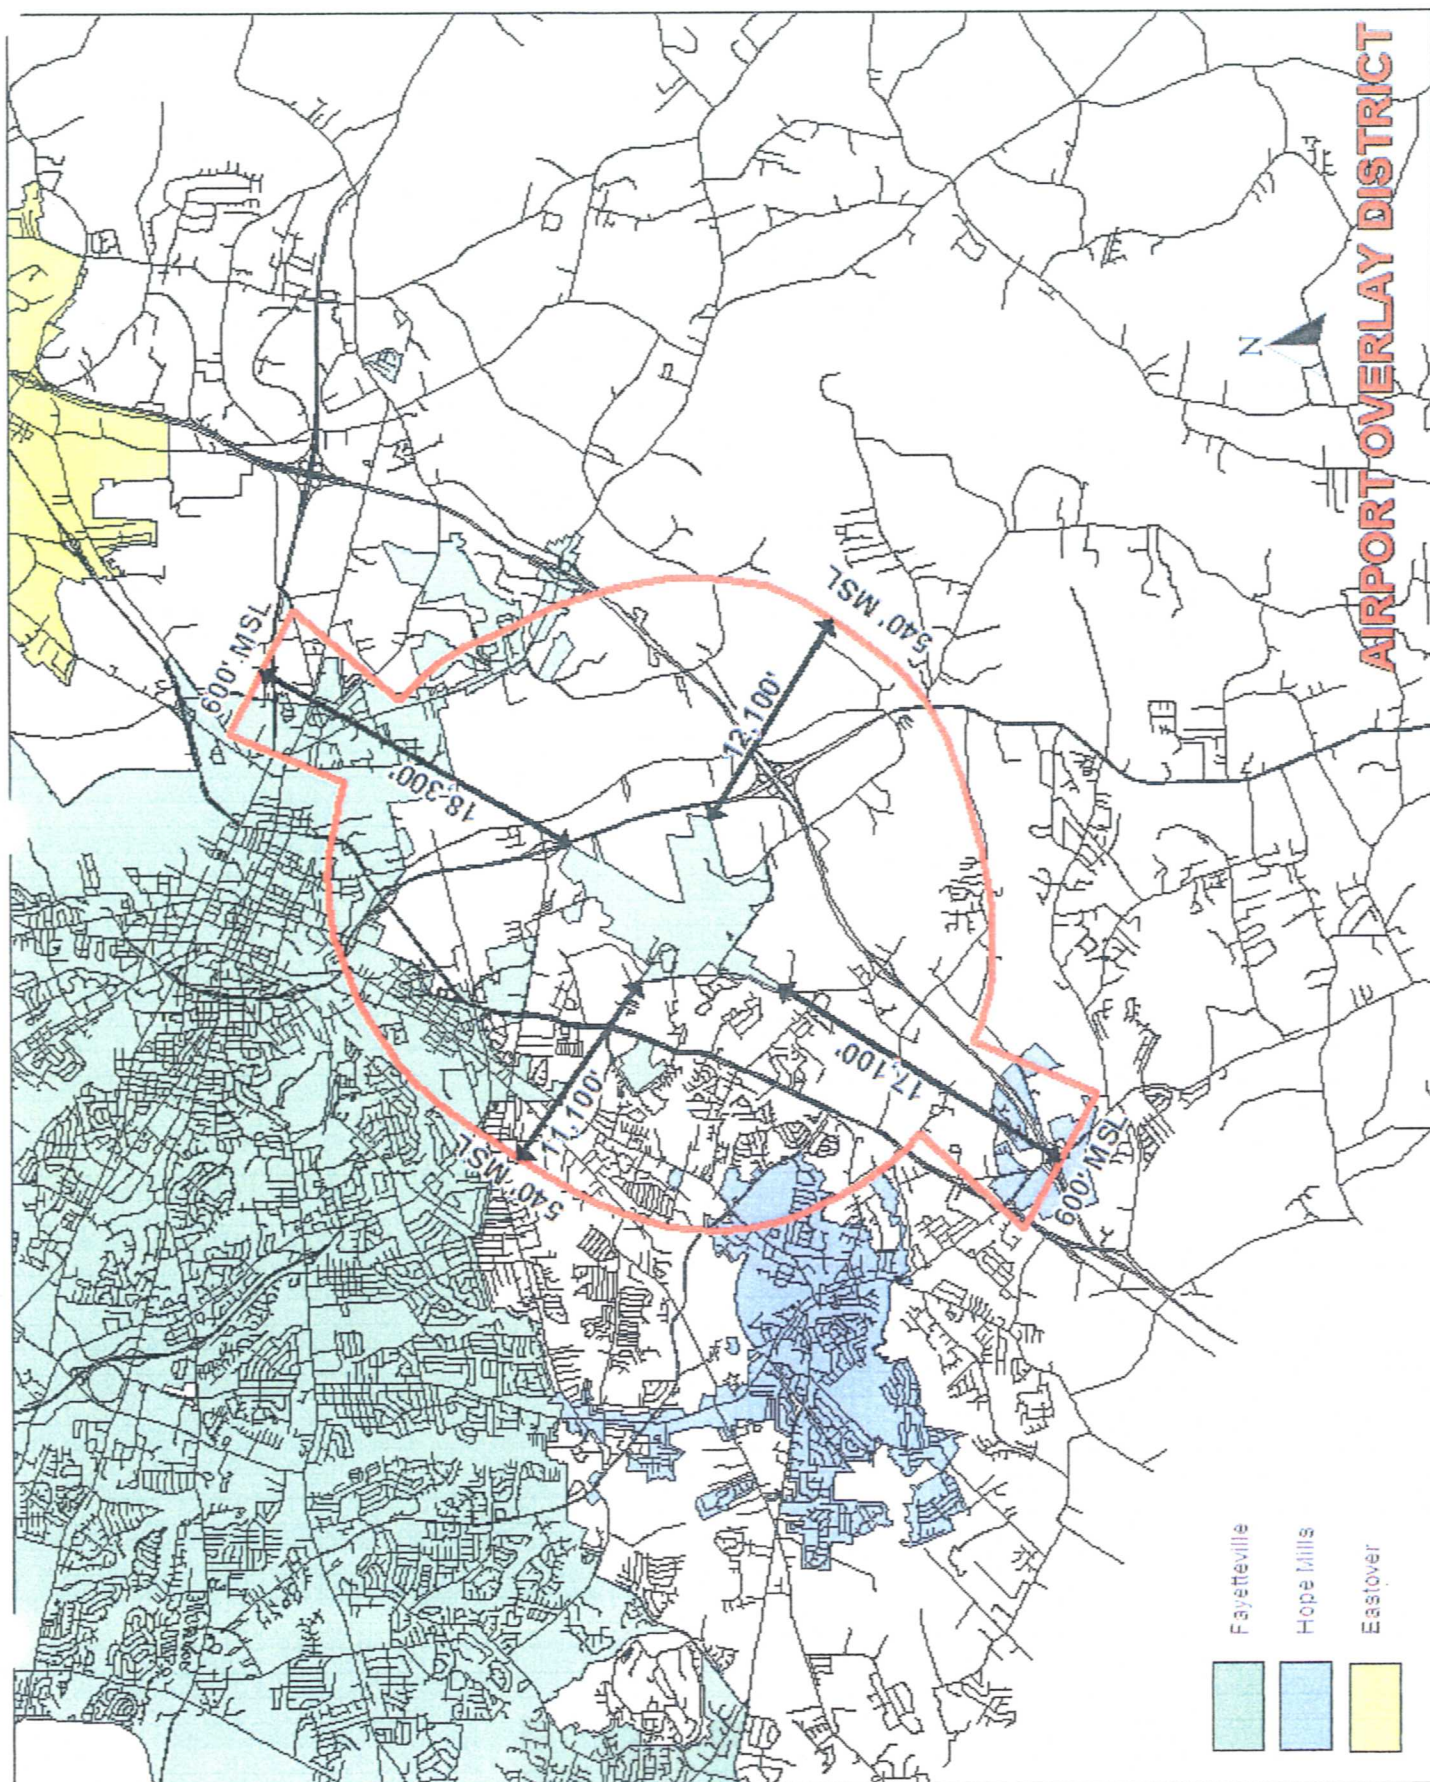 600' MSL
18,300'
12,100'
540' MSL
540' MSL
11,100'
17,100'
600' MSL
N
AIRPORT OVERLAY DISTRICT
Fayetteville
Hope Mills
Eastover